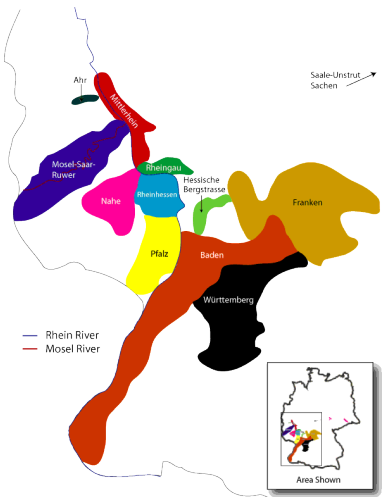 Saale-Unstrut
Sachen
Ahr
Mittlerhein
Mosel-Saar-
Ruwer
Rheingau
Hessische
Bergstrasse
Nahe
Rheinhessen
Franken
Pfalz
Baden
Württemberg
Rhein River
Mosel River
Area Shown